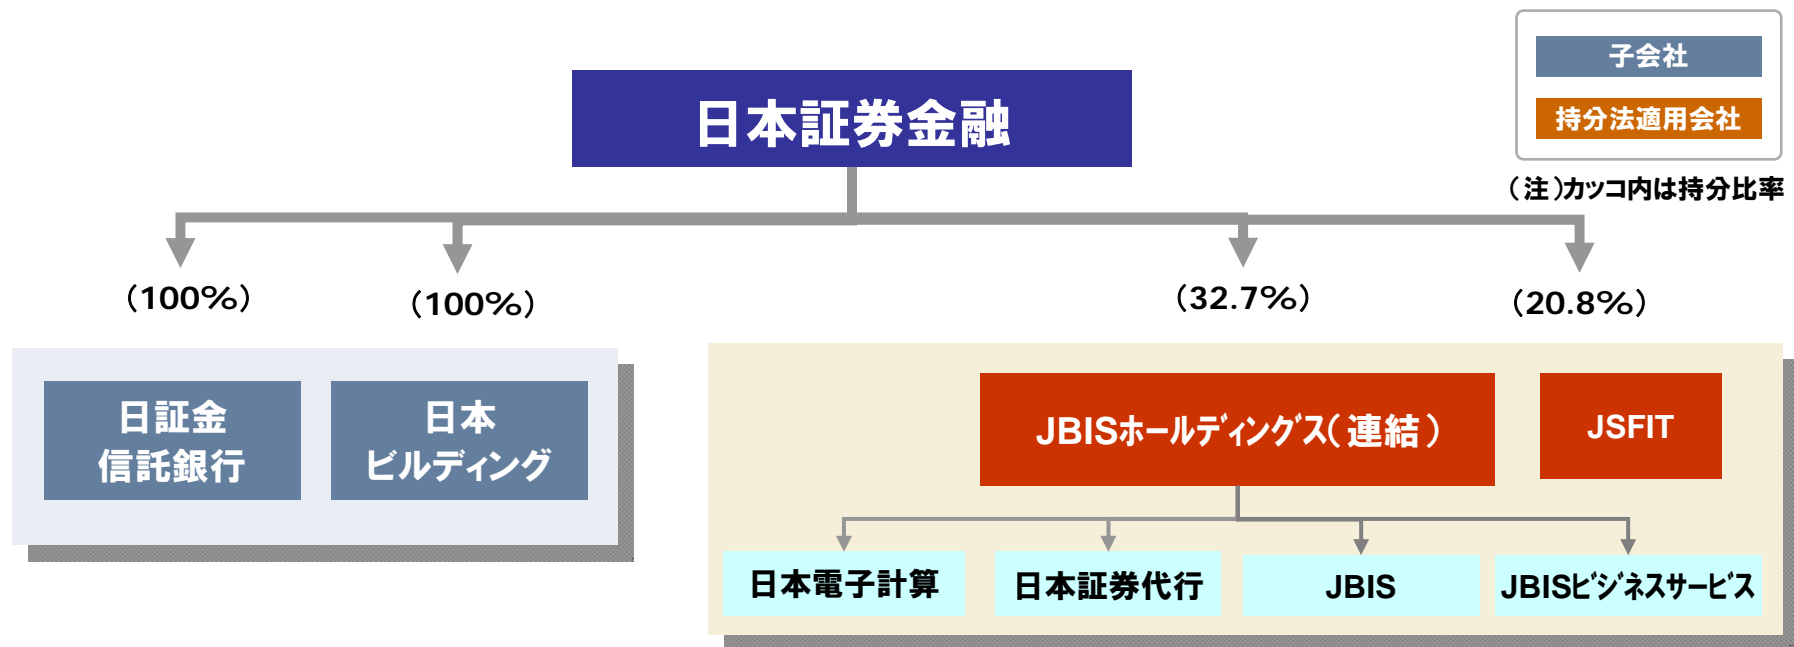 子会社
持分法適用会社
（注）カッコ内は持分比率
日本証券金融
（100%）
（100%）
（32.7%）
（20.8%）
日証金
信託銀行
日本
ビルディング
JBISホールディングス（連結）
JSFIT
日本電子計算
日本証券代行
JBIS
JBISビジネスサービス